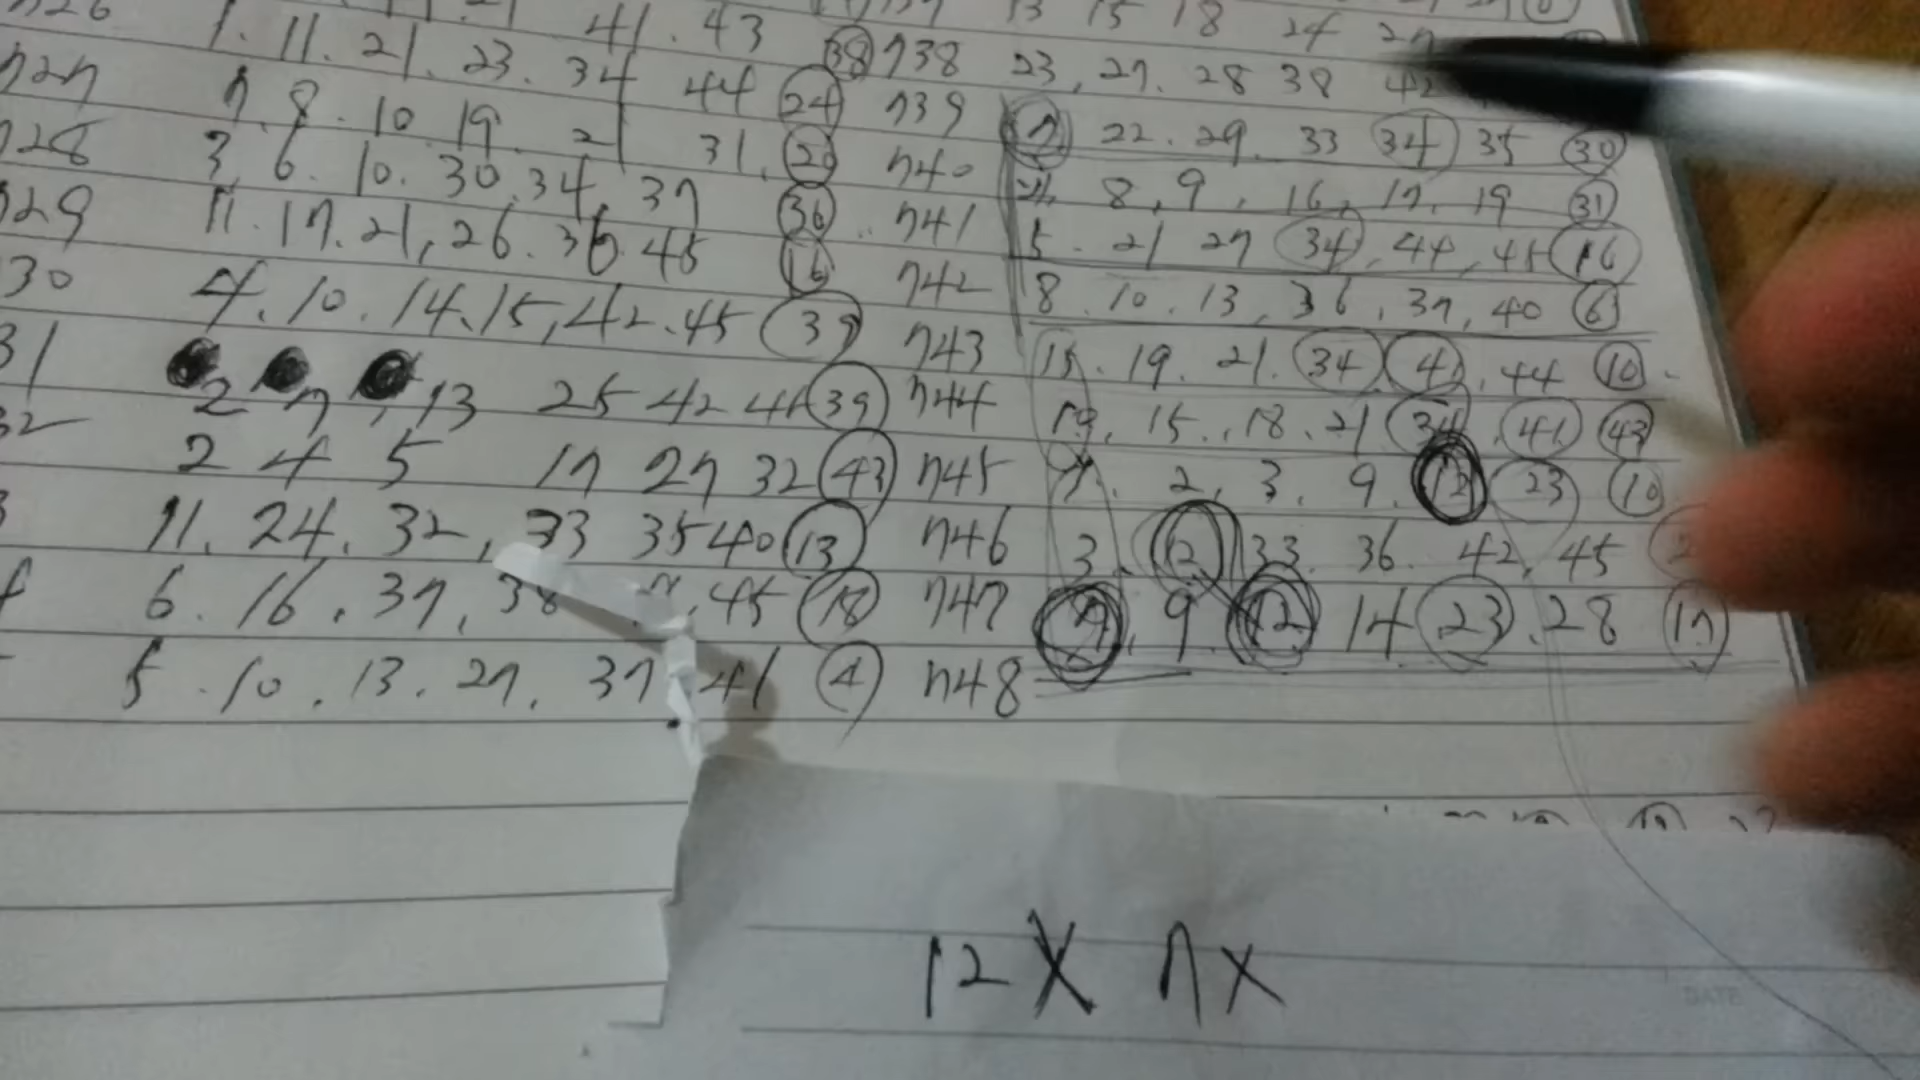 1. 11. 21. 23. 34 44 24
7. 8. 10 19. 21 31. 20
3, 6. 10. 30. 34, 37 36
11. 17. 21, 26. 36. 45 16
4. 10. 14. 15, 42. 45 39
2 7, 13 25 42 45 39
2 4 5 17 27 32 43
11. 24. 32, 33 35 40 13
6. 16. 37, 38 45 18
5. 10. 13. 27. 37 41 4
738 23, 27. 28 38 42
739 7. 22. 29. 33 34 35 30
740 8, 9, 16, 17. 19 31
741 5. 21 27 34, 44, 45 16
742 8. 10. 13, 36, 37, 40 6
743 15. 19. 21. 34 41, 44 10
744 10, 15. 18. 21 34, 41 43
745 2, 3. 9. 12 23 10
746 3. 12 33. 36. 42, 45
747 7, 9. 12 14 23. 28 17
748
12 X 7 X
DATE